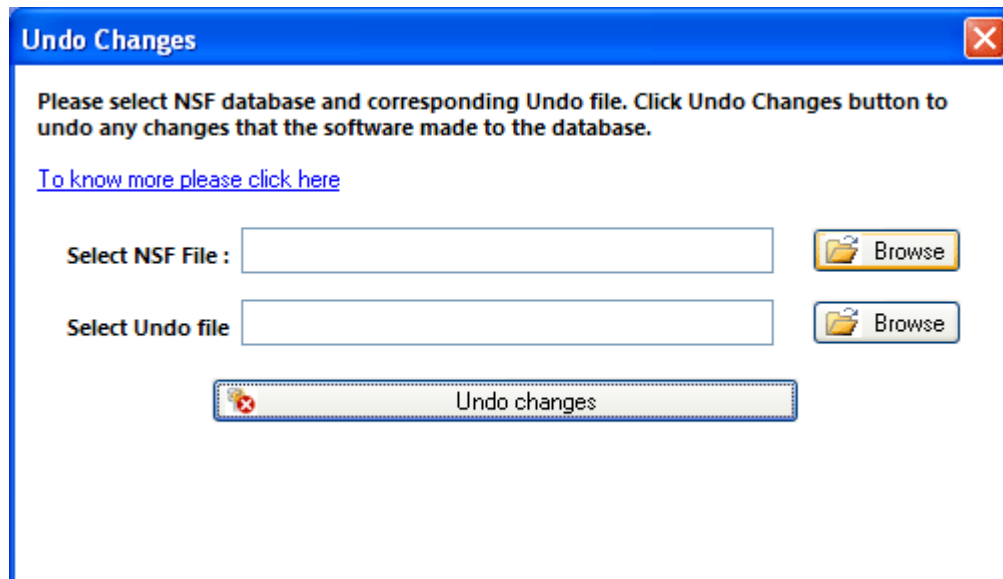 Undo Changes
Please select NSF database and corresponding Undo file. Click Undo Changes button to
undo any changes that the software made to the database.
To know more please click here
Select NSF File :
Browse
Select Undo file
Browse
Undo changes